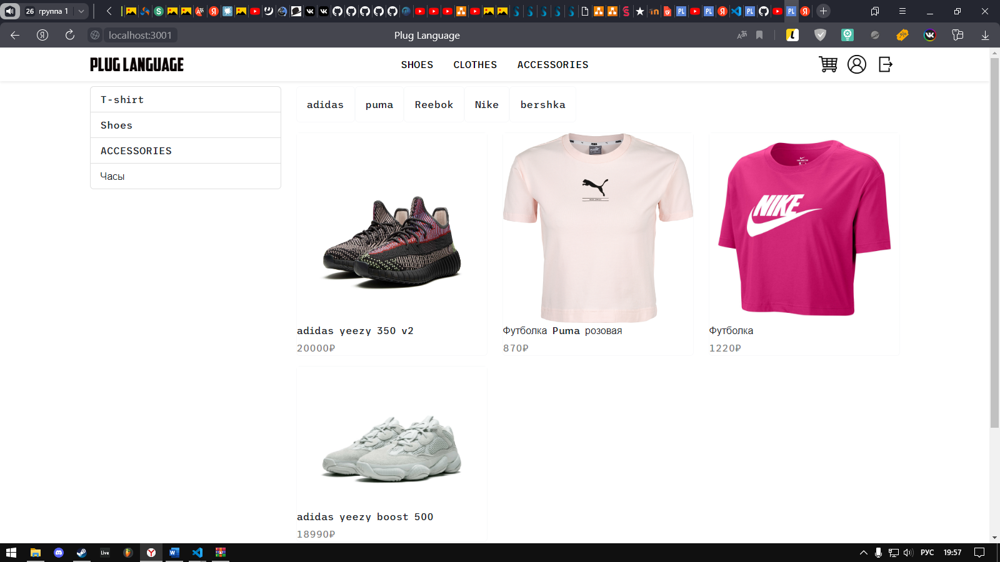 26 группа 1
localhost:3001
Plug Language
PLUG LANGUAGE
SHOES CLOTHES ACCESSORIES
T-shirt
Shoes
ACCESSORIES
Часы
adidas puma Reebok Nike bershka
PUMA
NIKE
adidas yeezy 350 v2
20000₽
Футболка Puma розовая
870₽
Футболка
1220₽
adidas yeezy boost 500
18990₽
Live
РУС
19:57